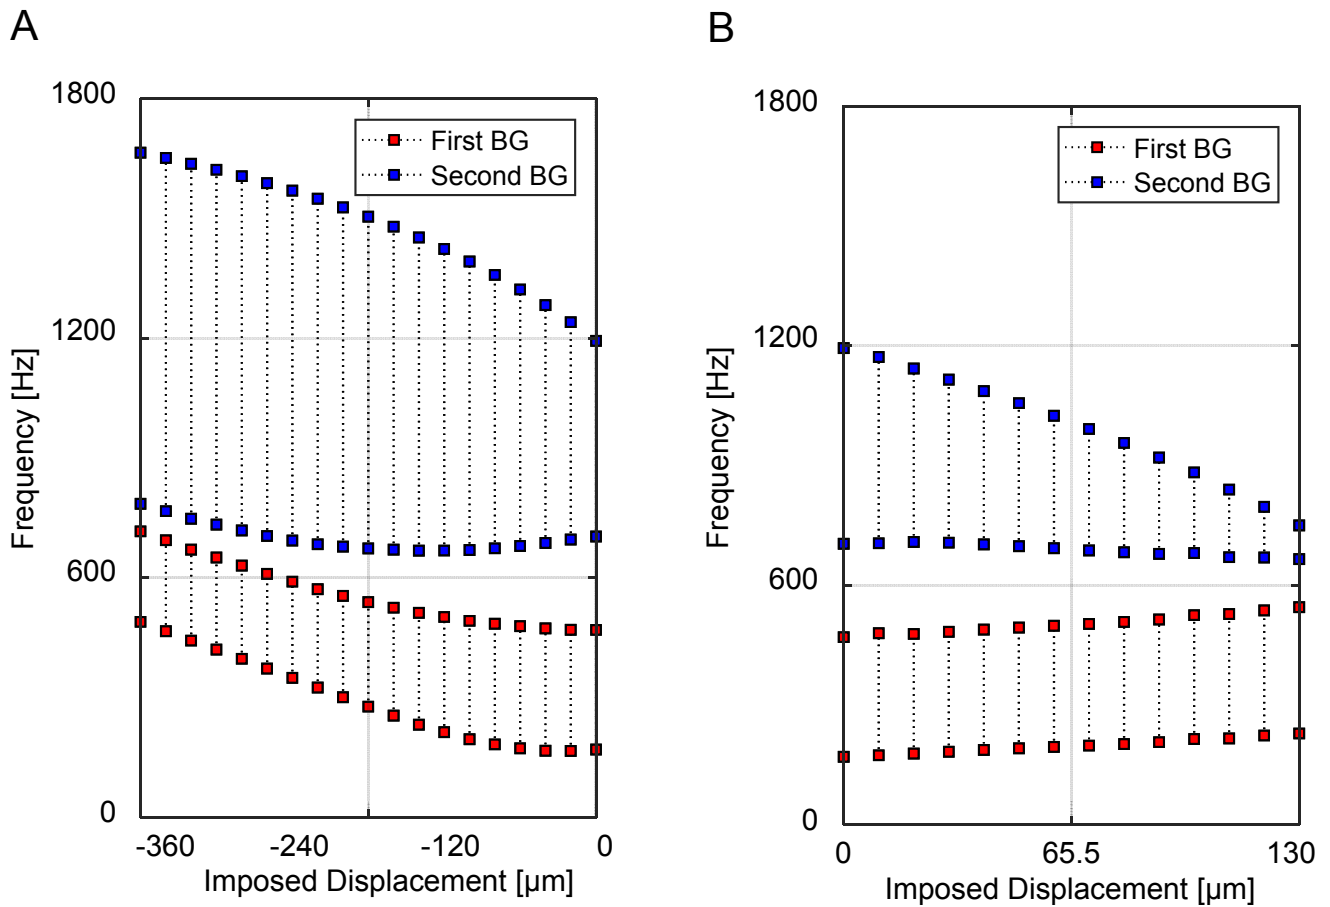 A
1800
1200
600
0
Frequency [Hz]
First BG
Second BG
-360 -240 -120 0
Imposed Displacement [µm]
B
1800
1200
600
0
Frequency [Hz]
First BG
Second BG
0 65.5 130
Imposed Displacement [µm]